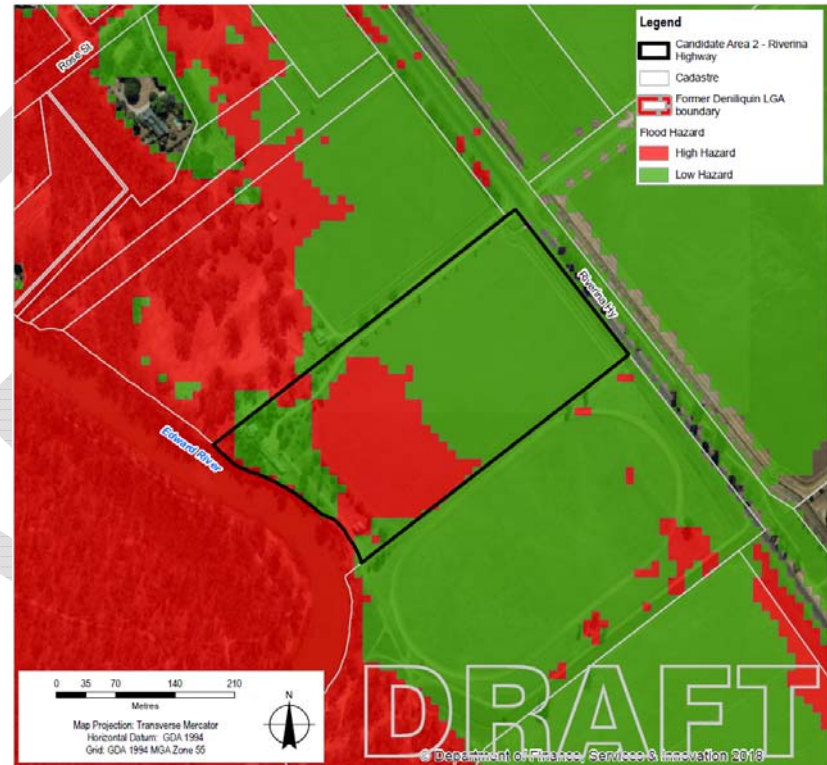 Legend
Candidate Area 2 - Riverina
Highway
Cadastre
Former Deniliquin LGA
boundary
Flood Hazard
High Hazard
Low Hazard
Rose St
Riverina Hy
Edward River
0 35 70 140 210
Metres
Map Projection: Transverse Mercator
Horizontal Datum: GDA 1994
Grid: GDA 1994 MGA Zone 55
N
DRAFT
© Department of Finance, Services & Innovation 2018